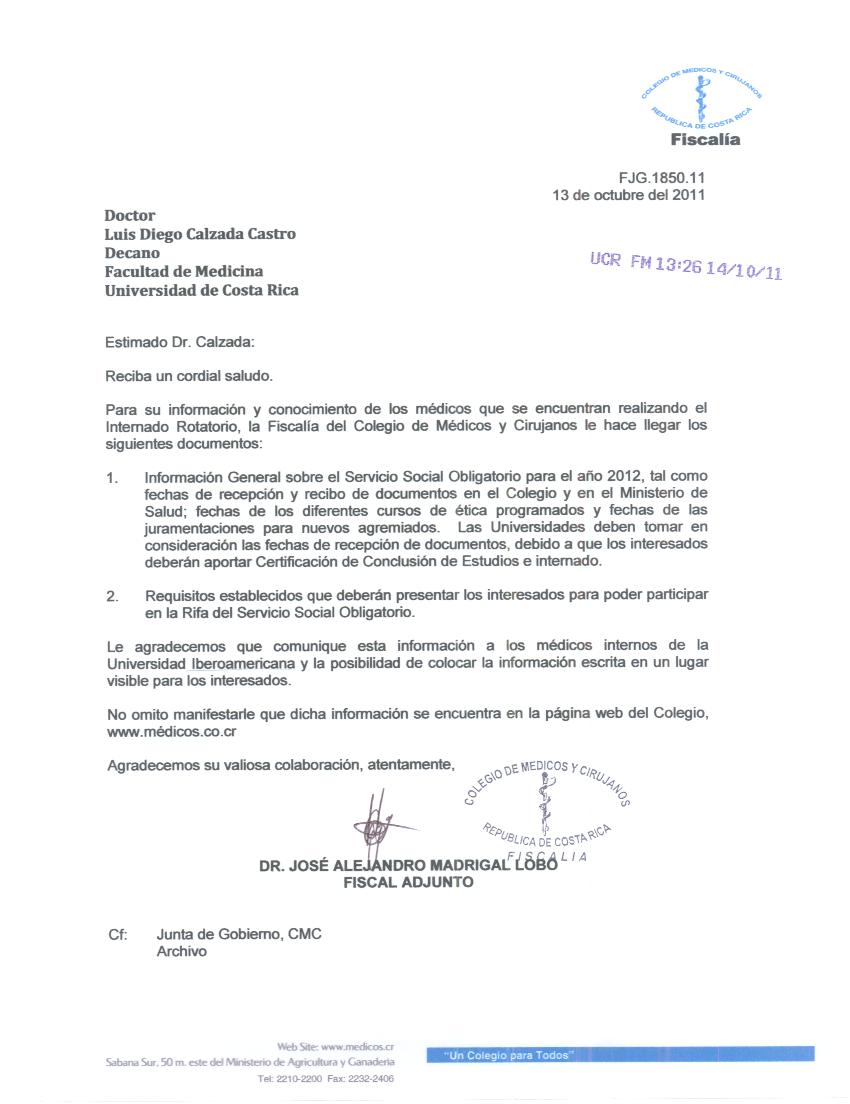 COLEGIO DE MEDICOS Y CIRUJANOS
REPUBLICA DE COSTA RICA
Fiscalía
FJG.1850.11
13 de octubre del 2011
Doctor
Luis Diego Calzada Castro
Decano
Facultad de Medicina
Universidad de Costa Rica
UCR FM 13:26 14/10/11
Estimado Dr. Calzada:
Reciba un cordial saludo.
Para su información y conocimiento de los médicos que se encuentran realizando el
Internado Rotatorio, la Fiscalía del Colegio de Médicos y Cirujanos le hace llegar los
siguientes documentos:
1. Información General sobre el Servicio Social Obligatorio para el año 2012, tal como
fechas de recepción y recibo de documentos en el Colegio y en el Ministerio de
Salud; fechas de los diferentes cursos de ética programados y fechas de las
juramentaciones para nuevos agremiados. Las Universidades deben tomar en
consideración las fechas de recepción de documentos, debido a que los interesados
deberán aportar Certificación de Conclusión de Estudios e internado.
2. Requisitos establecidos que deberán presentar los interesados para poder participar
en la Rifa del Servicio Social Obligatorio.
Le agradecemos que comunique esta información a los médicos internos de la
Universidad Iberoamericana y la posibilidad de colocar la información escrita en un lugar
visible para los interesados.
No omito manifestarle que dicha información se encuentra en la página web del Colegio,
www.médicos.co.cr
Agradecemos su valiosa colaboración, atentamente,
COLEGIO DE MEDICOS Y CIRUJANOS
REPUBLICA DE COSTA RICA
FISCALIA
DR. JOSÉ ALEJANDRO MADRIGAL LOBO
FISCAL ADJUNTO
Cf: Junta de Gobierno, CMC
Archivo
Web Site: www.medicos.cr
Sabana Sur, 50 m. este del Ministerio de Agricultura y Ganaderia
Tel: 2210-2200 Fax: 2232-2406
"Un Colegio para Todos"